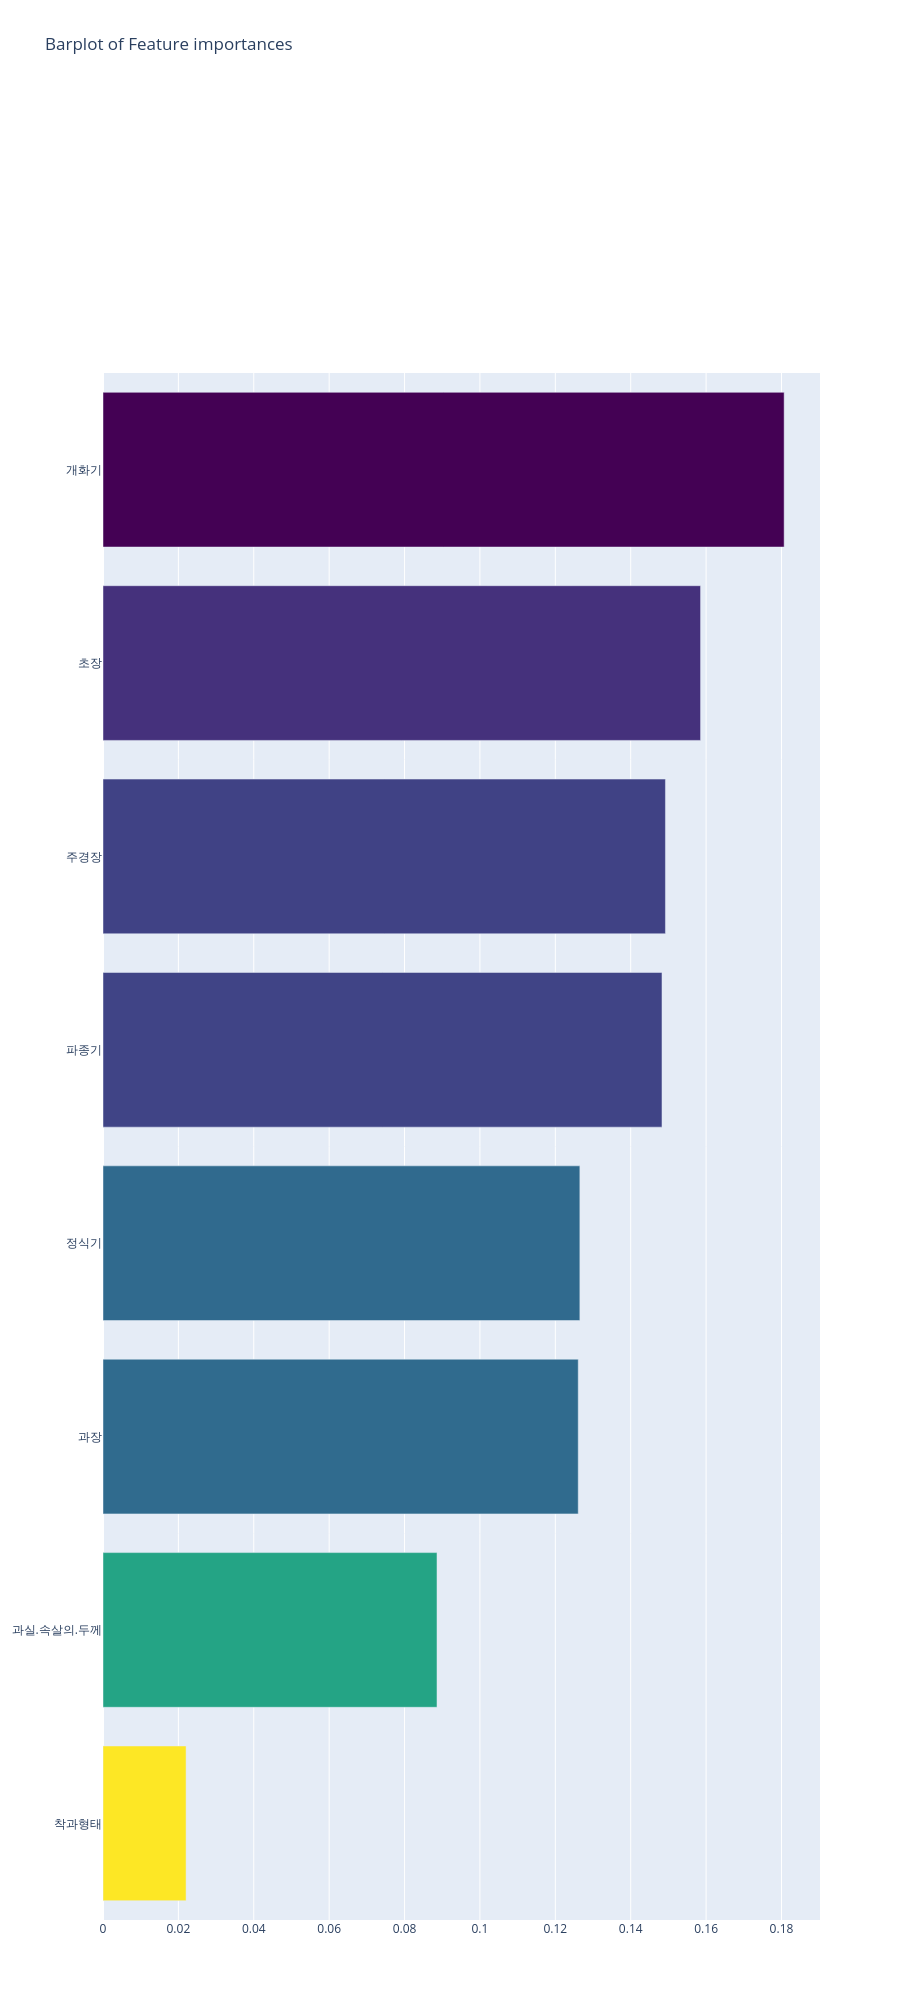 Barplot of Feature importances
개화기
초장
주경장
파종기
정식기
과장
과실.속살의.두께
착과형태
0 0.02 0.04 0.06 0.08 0.1 0.12 0.14 0.16 0.18